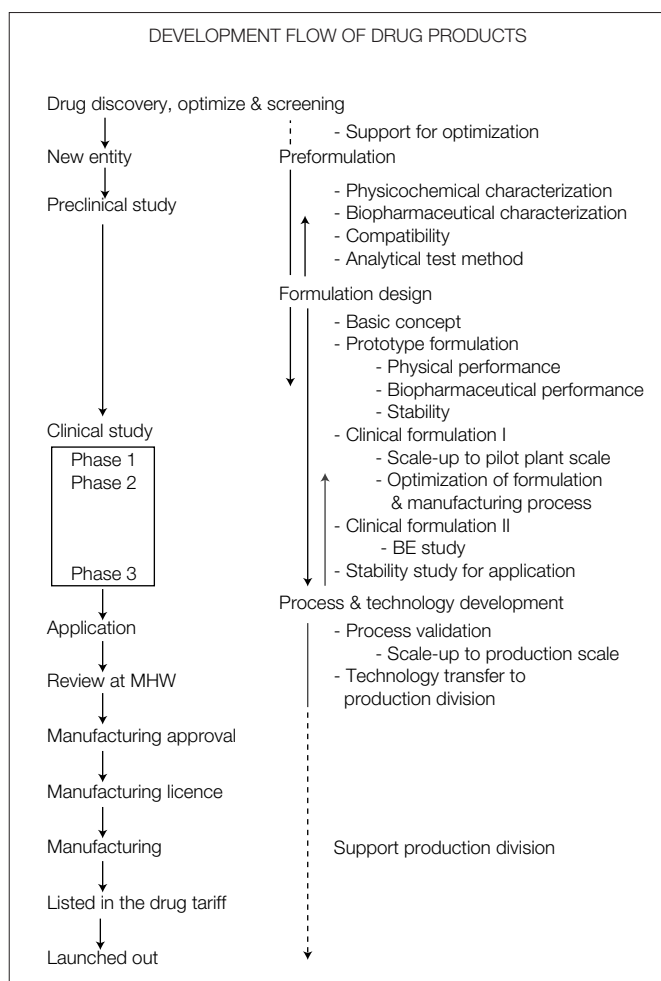 DEVELOPMENT FLOW OF DRUG PRODUCTS
Drug discovery, optimize & screening
New entity
Preclinical study
Clinical study
Phase 1
Phase 2
Phase 3
Application
Review at MHW
Manufacturing approval
Manufacturing licence
Manufacturing
Listed in the drug tariff
Launched out
- Support for optimization
Preformulation
- Physicochemical characterization
- Biopharmaceutical characterization
- Compatibility
- Analytical test method
Formulation design
- Basic concept
- Prototype formulation
- Physical performance
- Biopharmaceutical performance
- Stability
- Clinical formulation I
- Scale-up to pilot plant scale
- Optimization of formulation
& manufacturing process
- Clinical formulation II
- BE study
- Stability study for application
Process & technology development
- Process validation
- Scale-up to production scale
- Technology transfer to
production division
Support production division